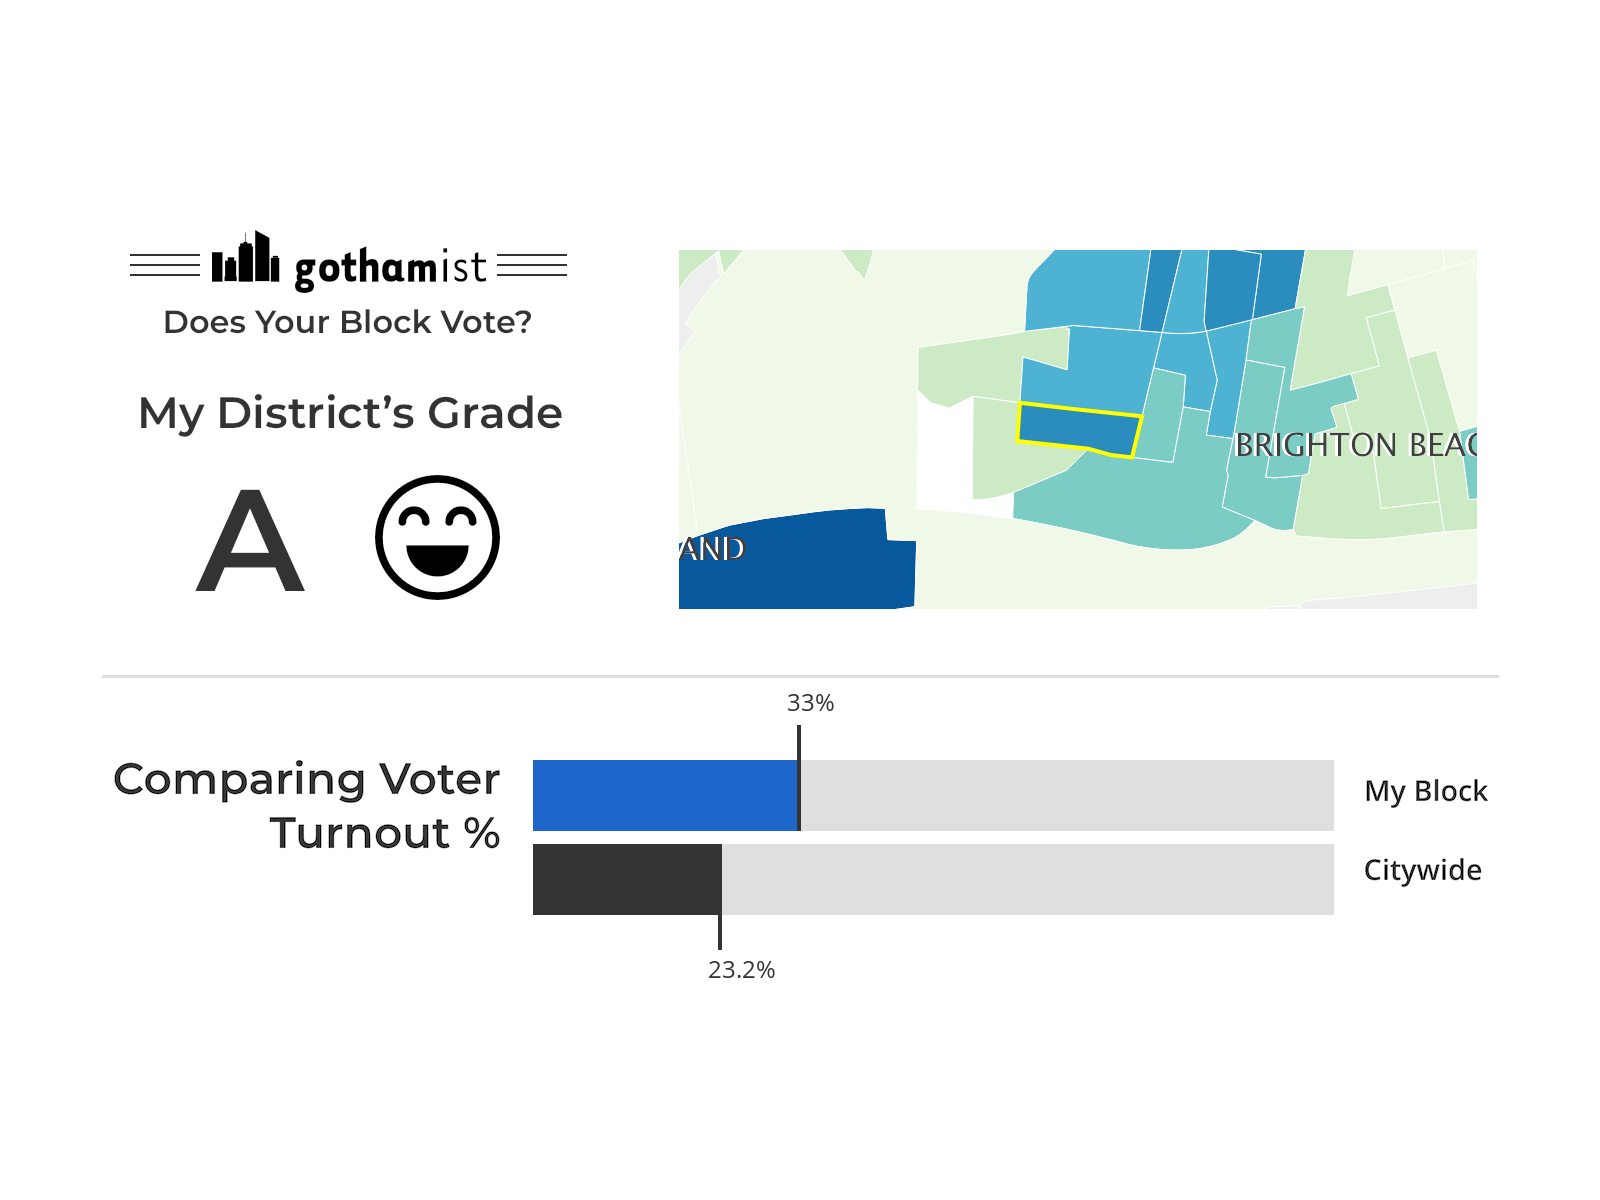 gothamist
Does Your Block Vote?
My District’s Grade
A
AND
BRIGHTON BEAC
33%
Comparing Voter
Turnout %
My Block
Citywide
23.2%